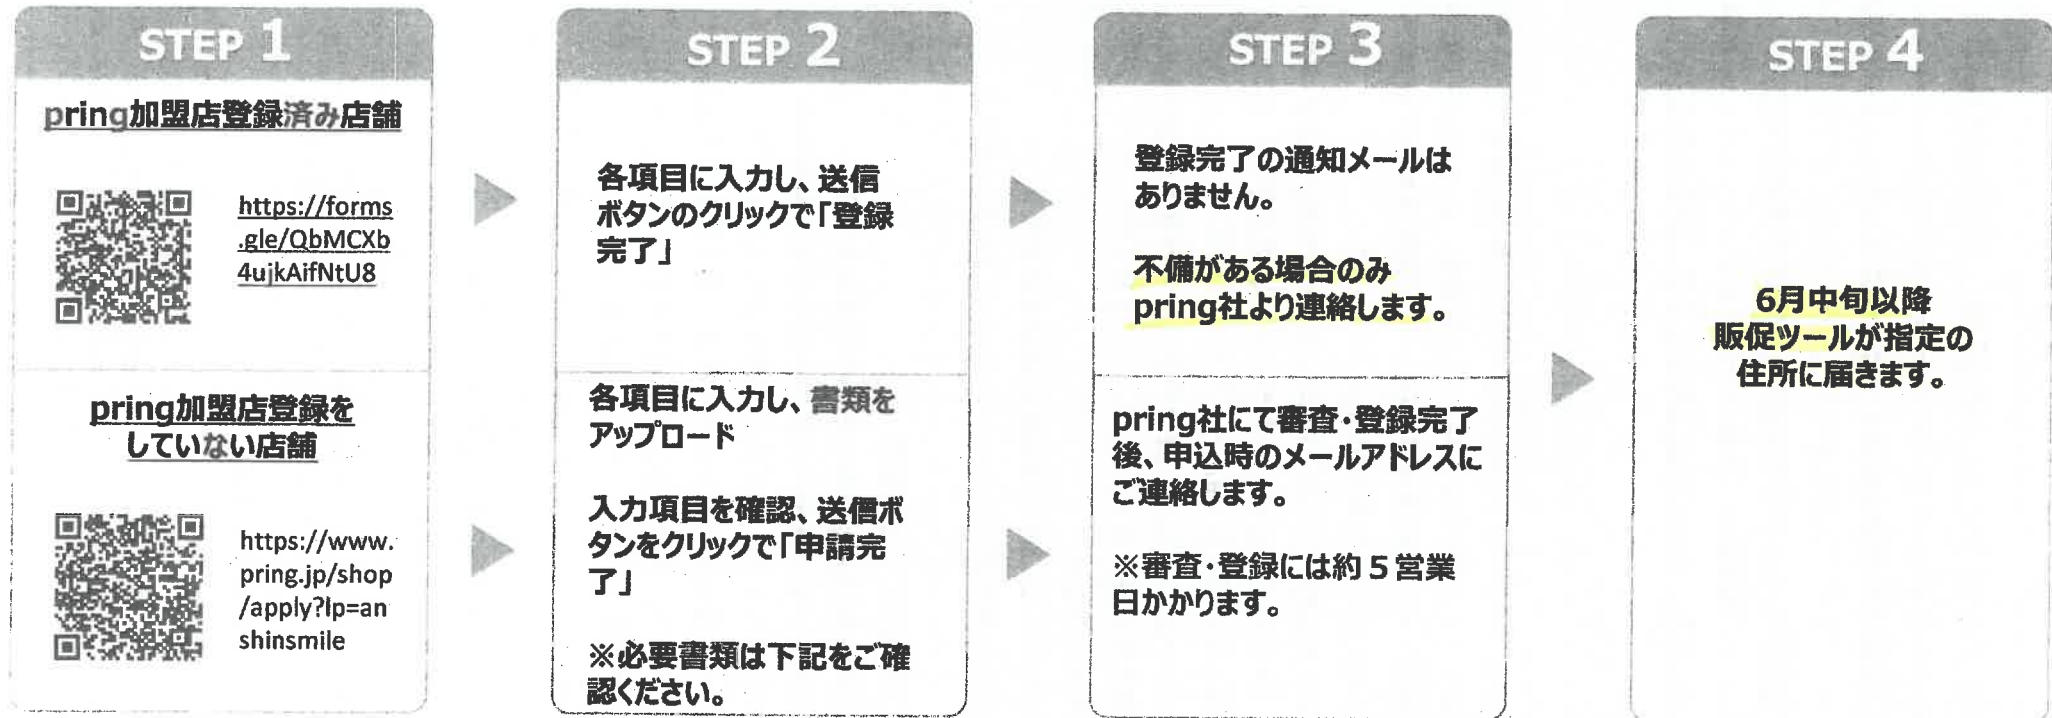 STEP 1
pring加盟店登録済み店舗
https://forms
.gle/QbMCXb
4ujkAifNtU8
pring加盟店登録を
していない店舗
https://www.
pring.jp/shop
/apply?lp=an
shinsmile
STEP 2
各項目に入力し、送信
ボタンのクリックで「登録
完了」
各項目に入力し、書類を
アップロード
入力項目を確認、送信ボ
タンをクリックで「申請完
了」
※必要書類は下記をご確
認ください。
STEP 3
登録完了の通知メールは
ありません。
不備がある場合のみ
pring社より連絡します。
pring社にて審査・登録完了
後、申込時のメールアドレスに
ご連絡します。
※審査・登録には約5営業
日かかります。
STEP 4
6月中旬以降
販促ツールが指定の
住所に届きます。